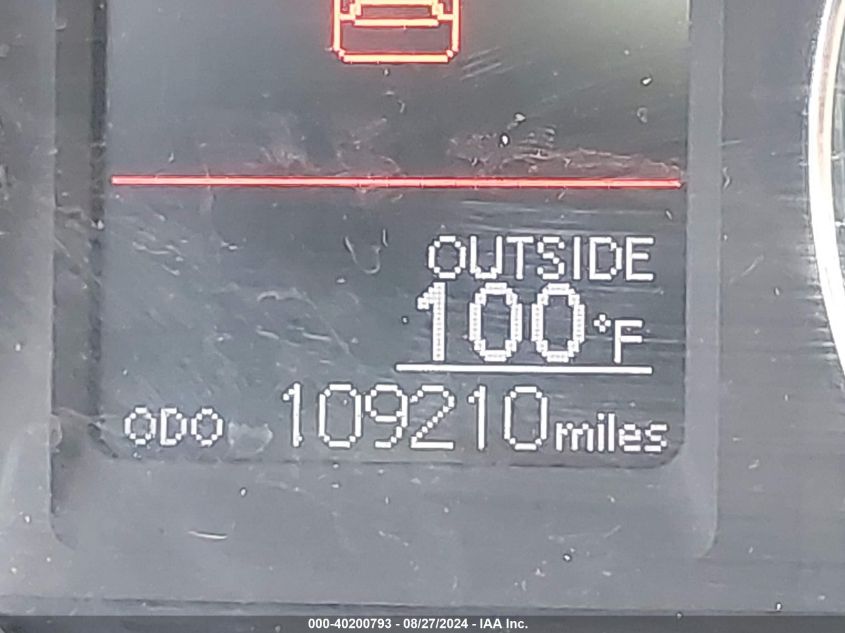 OUTSIDE
100°F
ODO 109210 miles
000-40200793 - 08/27/2024 - IAA Inc.